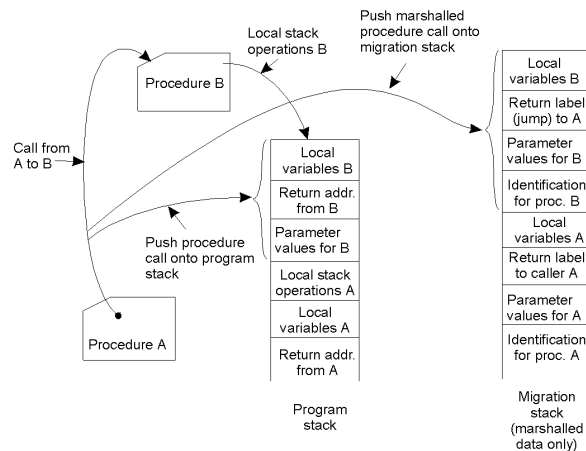 Local stack
operations B
Push marshalled
procedure call onto
migration stack
Procedure B
Call from
A to B
Push procedure
call onto program
stack
Procedure A
Local
variables B
Return addr.
from B
Parameter
values for B
Local stack
operations A
Local
variables A
Return addr.
from A
Program
stack
Local
variables B
Return label
(jump) to A
Parameter
values for B
Identification
for proc. B
Local
variables A
Return label
to caller A
Parameter
values for A
Identification
for proc. A
Migration
stack
(marshalled
data only)